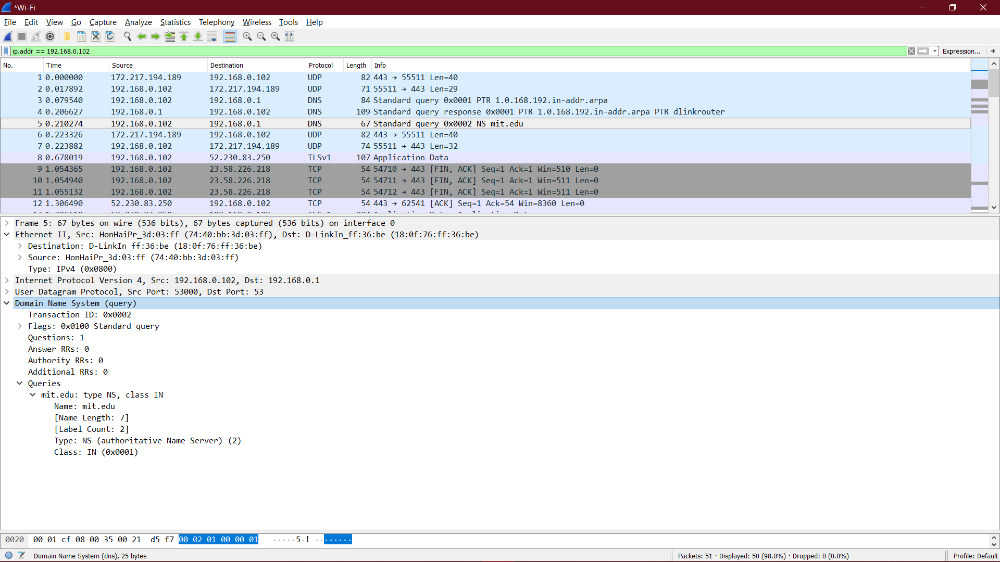 *Wi-Fi
File Edit View Go Capture Analyze Statistics Telephony Wireless Tools Help
ip.addr == 192.168.0.102 Expression... +
No. Time Source Destination Protocol Length Info
1 0.000000 172.217.194.189 192.168.0.102 UDP 82 443 → 55511 Len=40
2 0.017892 192.168.0.102 172.217.194.189 UDP 71 55511 → 443 Len=29
3 0.079540 192.168.0.102 192.168.0.1 DNS 84 Standard query 0x0001 PTR 1.0.168.192.in-addr.arpa
4 0.206627 192.168.0.1 192.168.0.102 DNS 109 Standard query response 0x0001 PTR 1.0.168.192.in-addr.arpa PTR dlinkrouter
5 0.210274 192.168.0.102 192.168.0.1 DNS 67 Standard query 0x0002 NS mit.edu
6 0.223326 172.217.194.189 192.168.0.102 UDP 82 443 → 55511 Len=40
7 0.223882 192.168.0.102 172.217.194.189 UDP 74 55511 → 443 Len=32
8 0.678019 192.168.0.102 52.230.83.250 TLSv1 107 Application Data
9 1.054365 192.168.0.102 23.58.226.218 TCP 54 54710 → 443 [FIN, ACK] Seq=1 Ack=1 Win=510 Len=0
10 1.054940 192.168.0.102 23.58.226.218 TCP 54 54711 → 443 [FIN, ACK] Seq=1 Ack=1 Win=511 Len=0
11 1.055132 192.168.0.102 23.58.226.218 TCP 54 54712 → 443 [FIN, ACK] Seq=1 Ack=1 Win=511 Len=0
12 1.306490 52.230.83.250 192.168.0.102 TCP 54 443 → 62541 [ACK] Seq=1 Ack=54 Win=8360 Len=0
Frame 5: 67 bytes on wire (536 bits), 67 bytes captured (536 bits) on interface 0
Ethernet II, Src: HonHaiPr_3d:03:ff (74:40:bb:3d:03:ff), Dst: D-LinkIn_ff:36:be (18:0f:76:ff:36:be)
Destination: D-LinkIn_ff:36:be (18:0f:76:ff:36:be)
Source: HonHaiPr_3d:03:ff (74:40:bb:3d:03:ff)
Type: IPv4 (0x0800)
Internet Protocol Version 4, Src: 192.168.0.102, Dst: 192.168.0.1
User Datagram Protocol, Src Port: 53000, Dst Port: 53
Domain Name System (query)
Transaction ID: 0x0002
Flags: 0x0100 Standard query
Questions: 1
Answer RRs: 0
Authority RRs: 0
Additional RRs: 0
Queries
mit.edu: type NS, class IN
Name: mit.edu
[Name Length: 7]
[Label Count: 2]
Type: NS (authoritative Name Server) (2)
Class: IN (0x0001)
0020 00 01 cf 08 00 35 00 21 d5 f7 00 02 01 00 00 01 ·····5·! ········
Domain Name System (dns), 25 bytes Packets: 51 · Displayed: 50 (98.0%) · Dropped: 0 (0.0%) Profile: Default